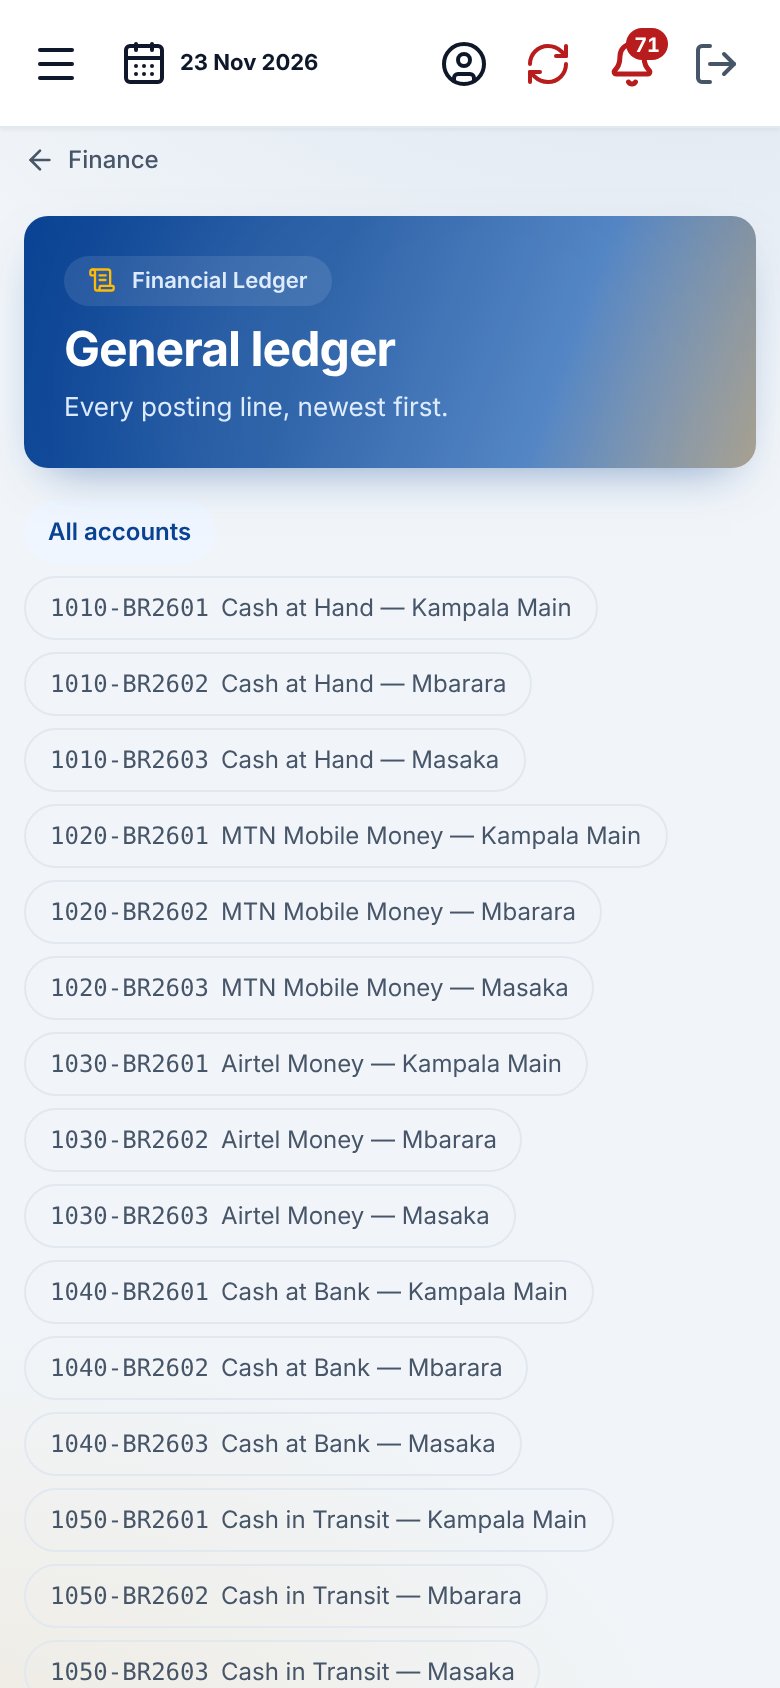 23 Nov 2026
71
Finance
Financial Ledger
General ledger
Every posting line, newest first.
All accounts
1010-BR2601 Cash at Hand — Kampala Main
1010-BR2602 Cash at Hand — Mbarara
1010-BR2603 Cash at Hand — Masaka
1020-BR2601 MTN Mobile Money — Kampala Main
1020-BR2602 MTN Mobile Money — Mbarara
1020-BR2603 MTN Mobile Money — Masaka
1030-BR2601 Airtel Money — Kampala Main
1030-BR2602 Airtel Money — Mbarara
1030-BR2603 Airtel Money — Masaka
1040-BR2601 Cash at Bank — Kampala Main
1040-BR2602 Cash at Bank — Mbarara
1040-BR2603 Cash at Bank — Masaka
1050-BR2601 Cash in Transit — Kampala Main
1050-BR2602 Cash in Transit — Mbarara
1050-BR2603 Cash in Transit — Masaka